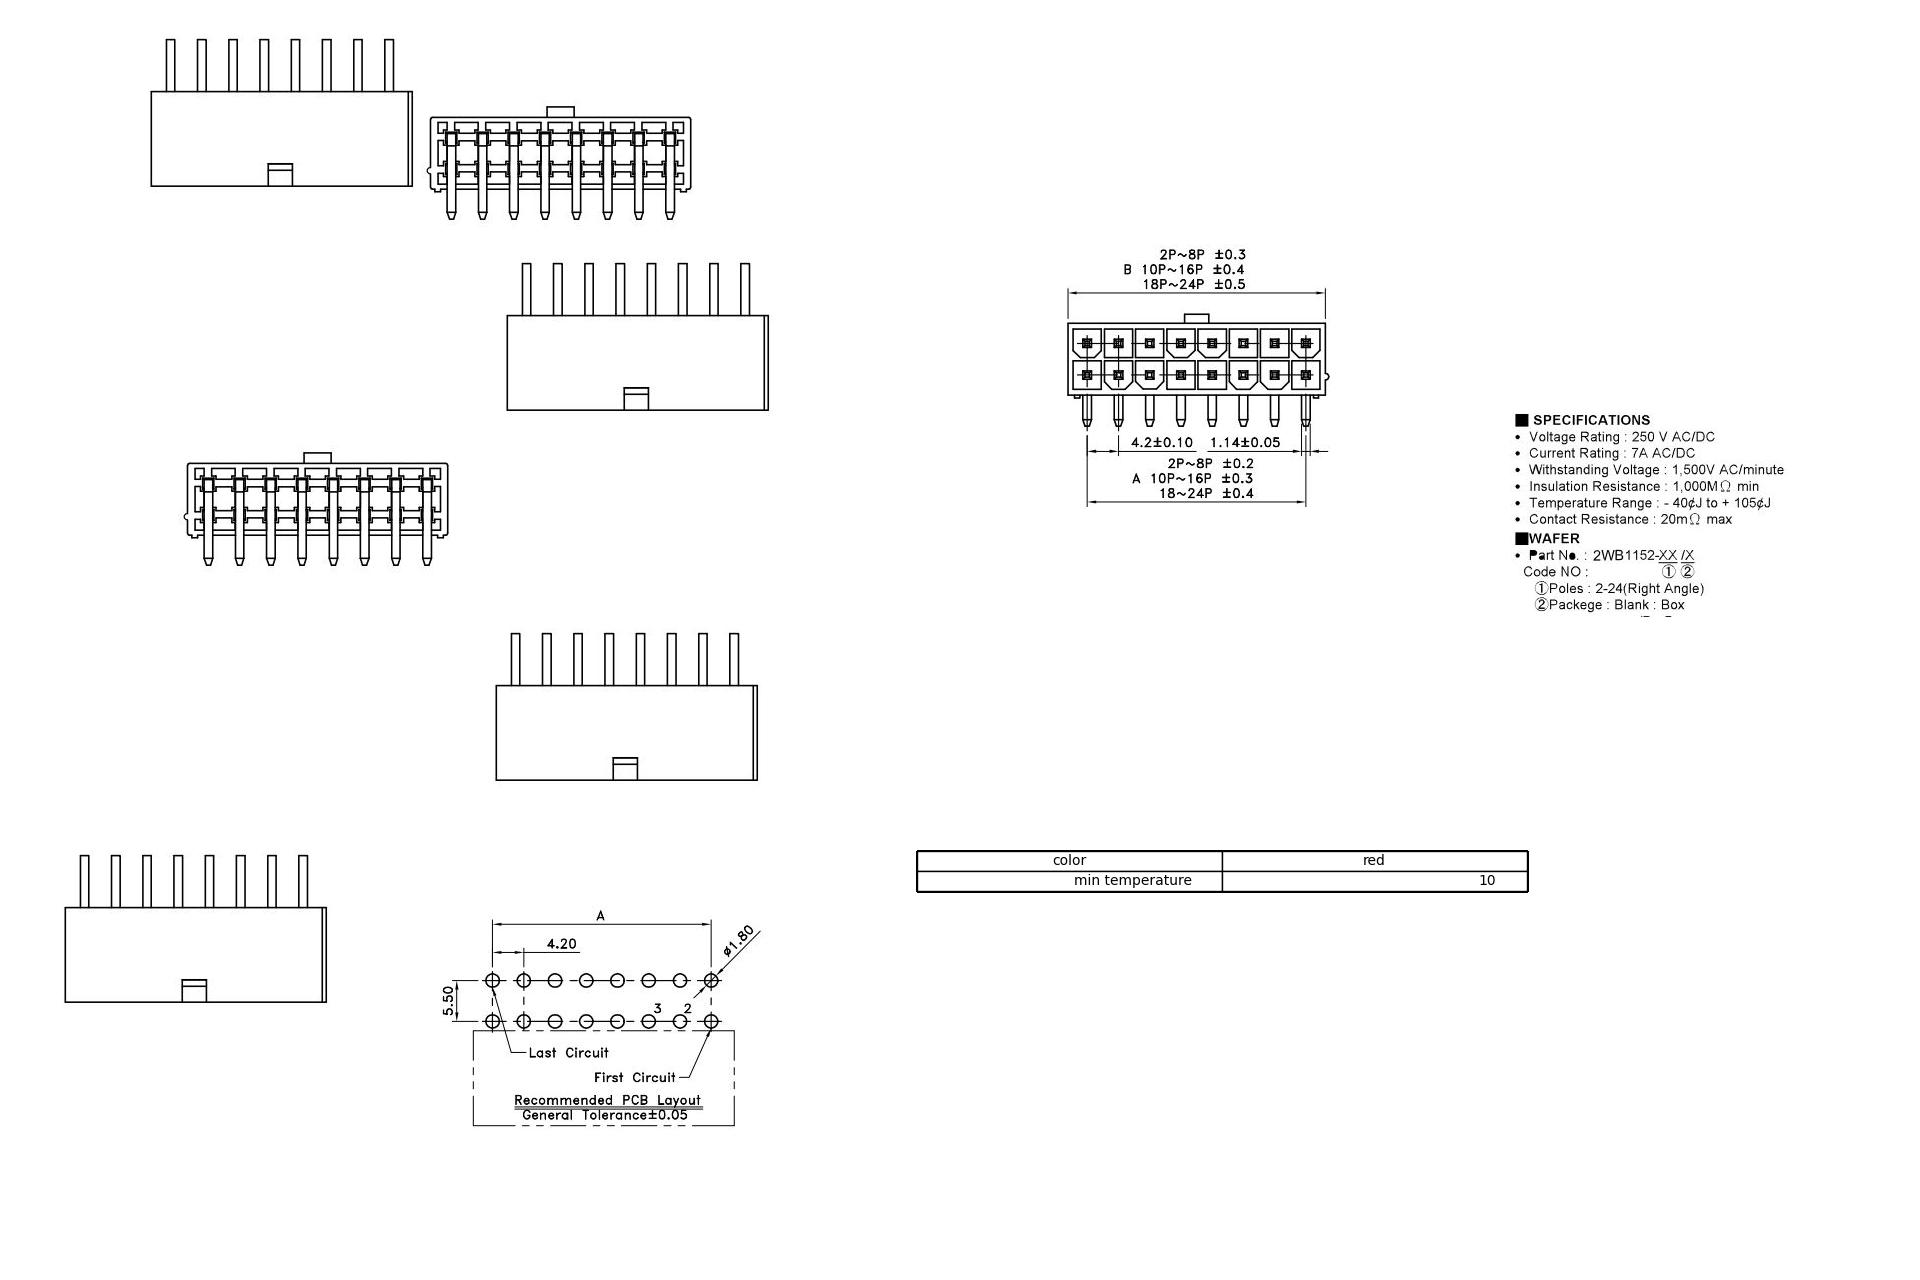 2P~8P ±0.3
B 10P~16P ±0.4
18P~24P ±0.5
4.2±0.10 1.14±0.05
2P~8P ±0.2
A 10P~16P ±0.3
18~24P ±0.4
■ SPECIFICATIONS
• Voltage Rating : 250 V AC/DC
• Current Rating : 7A AC/DC
• Withstanding Voltage : 1,500V AC/minute
• Insulation Resistance : 1,000MΩ min
• Temperature Range : - 40¢J to + 105¢J
• Contact Resistance : 20mΩ max
■WAFER
• Part No. : 2WB1152-XX /X
Code NO : ① ②
①Poles : 2-24(Right Angle)
②Packege : Blank : Box
color red
min temperature 10
A
4.20
ø1.80
5.50
3 2
Last Circuit
First Circuit
Recommended PCB Layout
General Tolerance±0.05